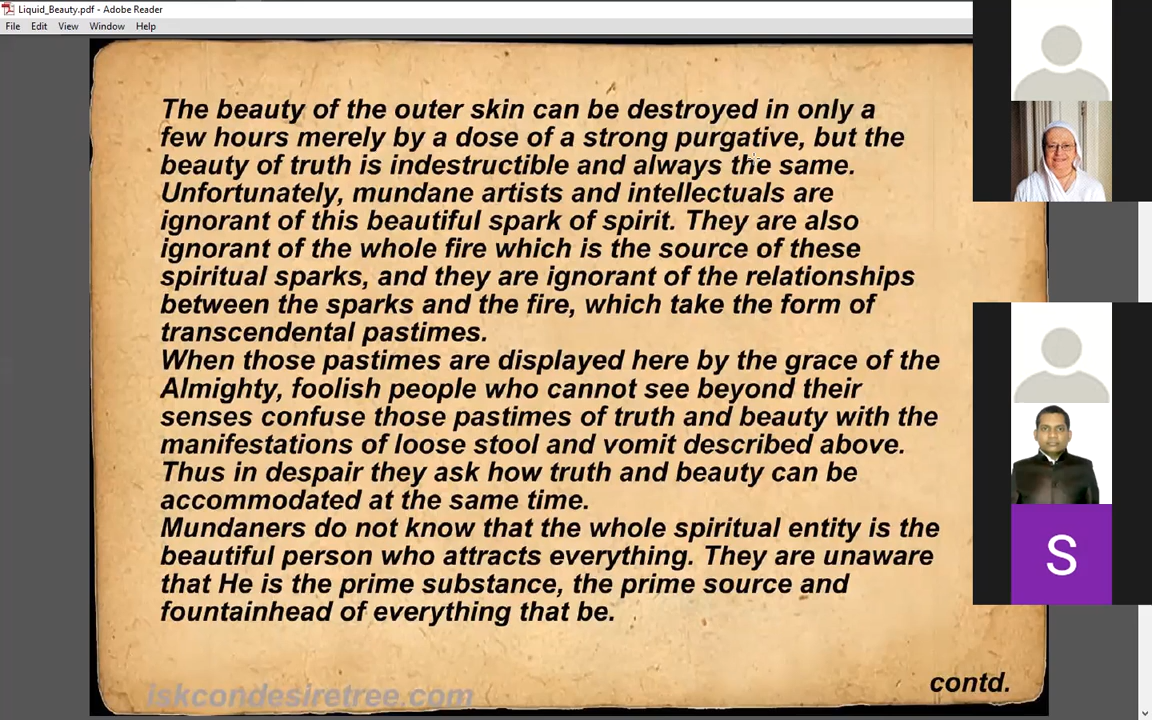 Liquid_Beauty.pdf - Adobe Reader
File Edit View Window Help
The beauty of the outer skin can be destroyed in only a
few hours merely by a dose of a strong purgative, but the
beauty of truth is indestructible and always the same.
Unfortunately, mundane artists and intellectuals are
ignorant of this beautiful spark of spirit. They are also
ignorant of the whole fire which is the source of these
spiritual sparks, and they are ignorant of the relationships
between the sparks and the fire, which take the form of
transcendental pastimes.
When those pastimes are displayed here by the grace of the
Almighty, foolish people who cannot see beyond their
senses confuse those pastimes of truth and beauty with the
manifestations of loose stool and vomit described above.
Thus in despair they ask how truth and beauty can be
accommodated at the same time.
Mundaners do not know that the whole spiritual entity is the
beautiful person who attracts everything. They are unaware
that He is the prime substance, the prime source and
fountainhead of everything that be.
contd.
iskcondesiretree.com
S